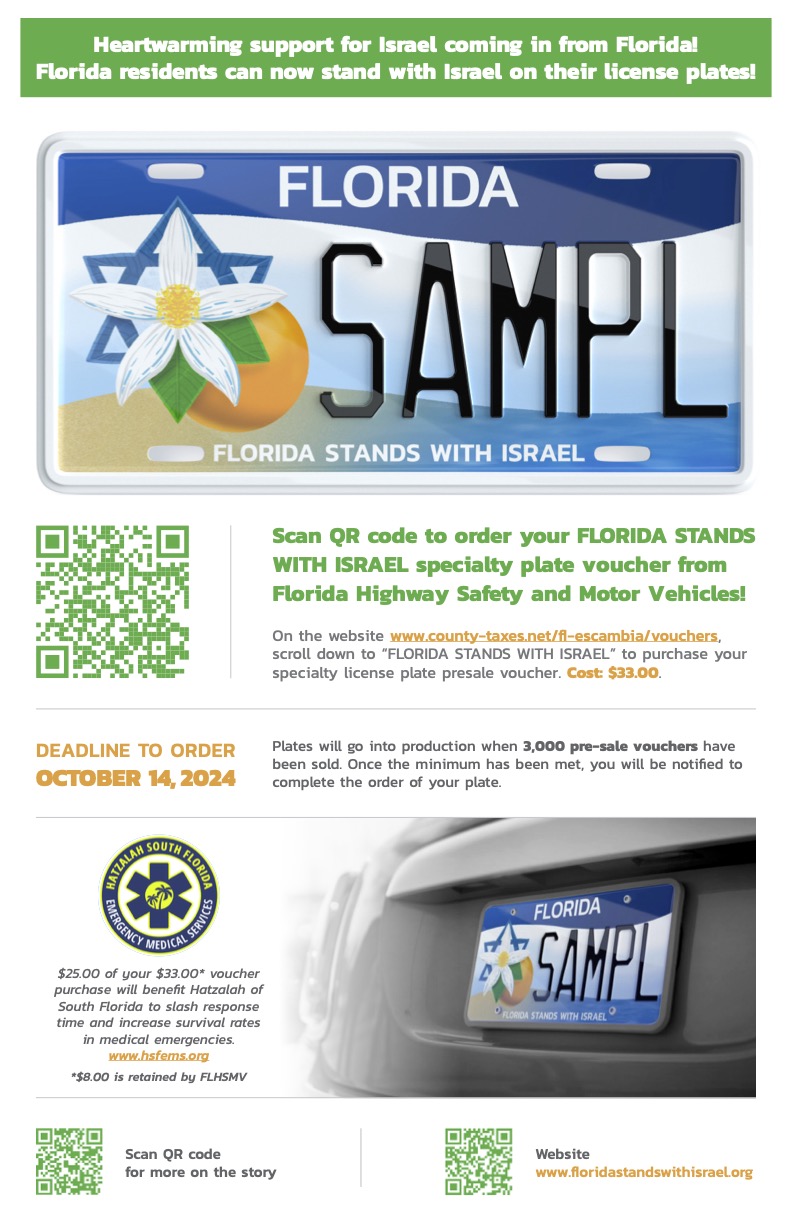 Heartwarming support for Israel coming in from Florida!
Florida residents can now stand with Israel on their license plates!
FLORIDA
SAMPL
FLORIDA STANDS WITH ISRAEL
Scan QR code to order your FLORIDA STANDS
WITH ISRAEL specialty plate voucher from
Florida Highway Safety and Motor Vehicles!
On the website www.county-taxes.net/fl-escambia/vouchers,
scroll down to “FLORIDA STANDS WITH ISRAEL” to purchase your
specialty license plate presale voucher. Cost: $33.00.
DEADLINE TO ORDER
OCTOBER 14, 2024
Plates will go into production when 3,000 pre-sale vouchers have
been sold. Once the minimum has been met, you will be notified to
complete the order of your plate.
HATZALAH SOUTH FLORIDA
EMERGENCY MEDICAL SERVICES
$25.00 of your $33.00* voucher
purchase will benefit Hatzalah of
South Florida to slash response
time and increase survival rates
in medical emergencies.
www.hsfems.org
*$8.00 is retained by FLHSMV
FLORIDA
SAMPL
FLORIDA STANDS WITH ISRAEL
Scan QR code
for more on the story
Website
www.floridastandswithisrael.org